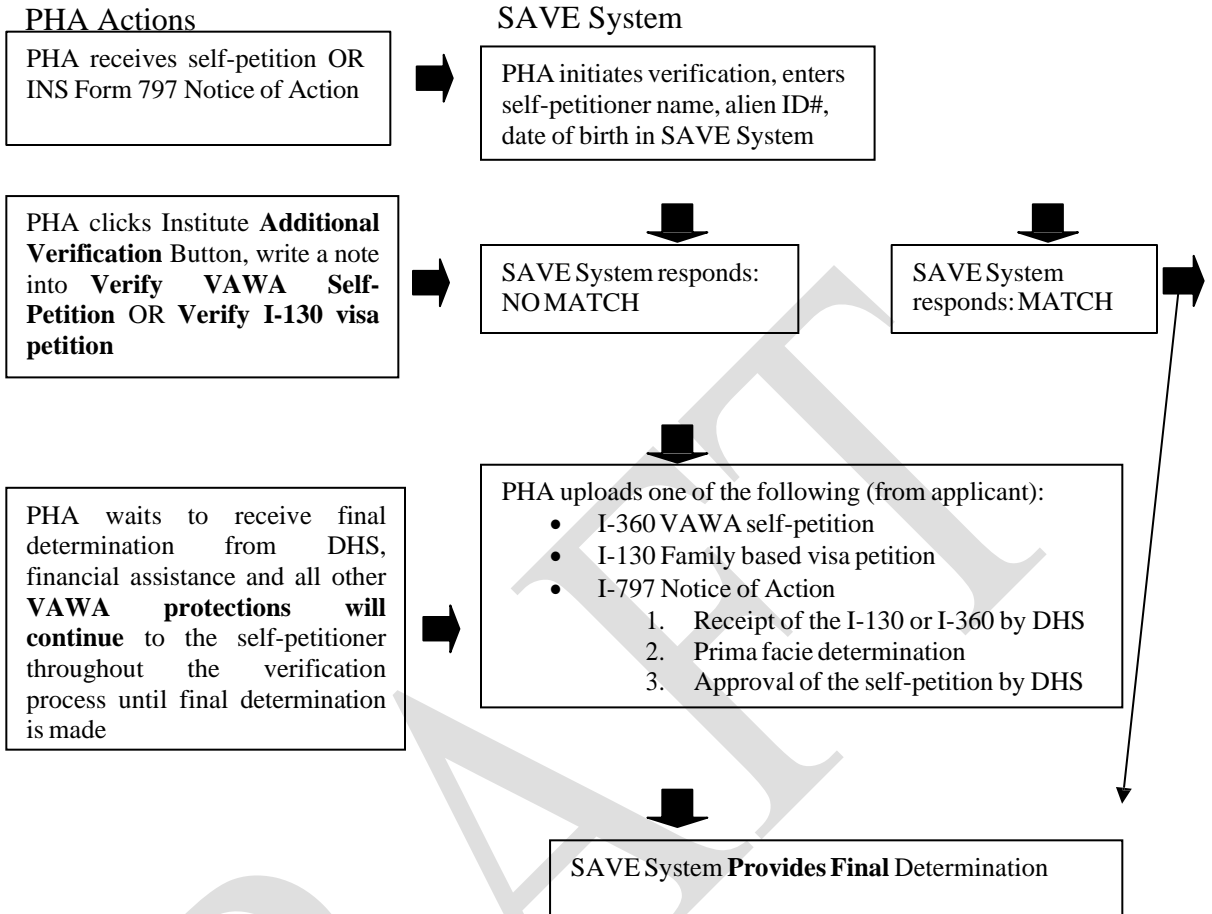 PHA Actions
SAVE System
PHA receives self-petition OR
INS Form 797 Notice of Action
PHA initiates verification, enters
self-petitioner name, alien ID#,
date of birth in SAVE System
PHA clicks Institute Additional
Verification Button, write a note
into Verify VAWA Self-
Petition OR Verify I-130 visa
petition
SAVE System responds:
NO MATCH
SAVE System
responds: MATCH
PHA waits to receive final
determination from DHS,
financial assistance and all other
VAWA protections will
continue to the self-petitioner
throughout the verification
process until final determination
is made
PHA uploads one of the following (from applicant):
• I-360 VAWA self-petition
• I-130 Family based visa petition
• I-797 Notice of Action
1. Receipt of the I-130 or I-360 by DHS
2. Prima facie determination
3. Approval of the self-petition by DHS
SAVE System Provides Final Determination
DRAFT